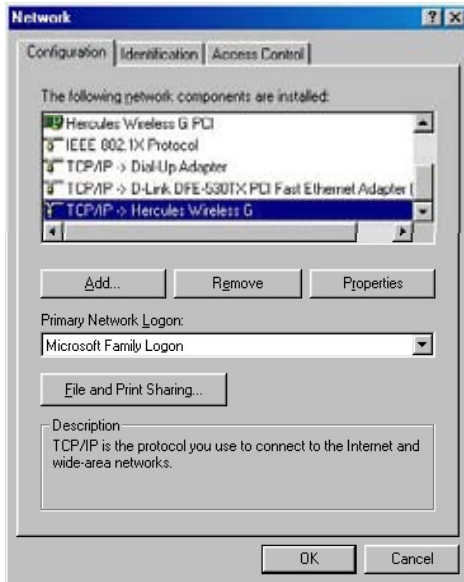 Network
Configuration Identification Access Control
The following network components are installed:
Hercules Wireless G PCI
IEEE 802.1X Protocol
TCP/IP -> Dial-Up Adapter
TCP/IP -> D-Link DFE-530TX PCI Fast Ethernet Adapter (
TCP/IP -> Hercules Wireless G
Add... Remove Properties
Primary Network Logon:
Microsoft Family Logon
File and Print Sharing...
Description
TCP/IP is the protocol you use to connect to the Internet and
wide-area networks.
OK Cancel